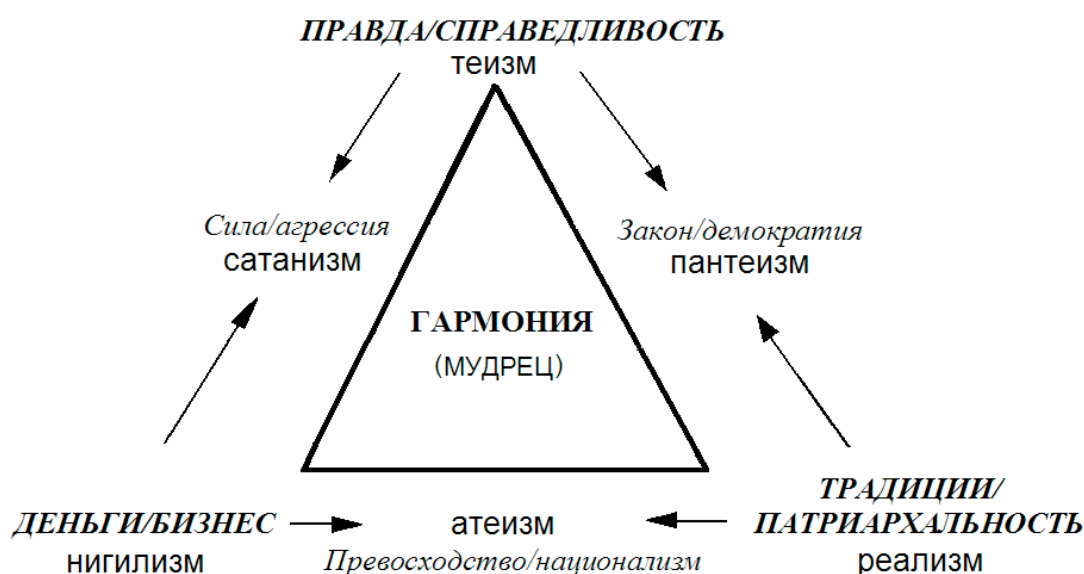 ПРАВДА/СПРАВЕДЛИВОСТЬ
теизм
Сила/агрессия
сатанизм
Закон/демократия
пантеизм
ГАРМОНИЯ
(МУДРЕЦ)
ДЕНЬГИ/БИЗНЕС
нигилизм
атеизм
Превосходство/национализм
ТРАДИЦИИ/
ПАТРИАРХАЛЬНОСТЬ
реализм